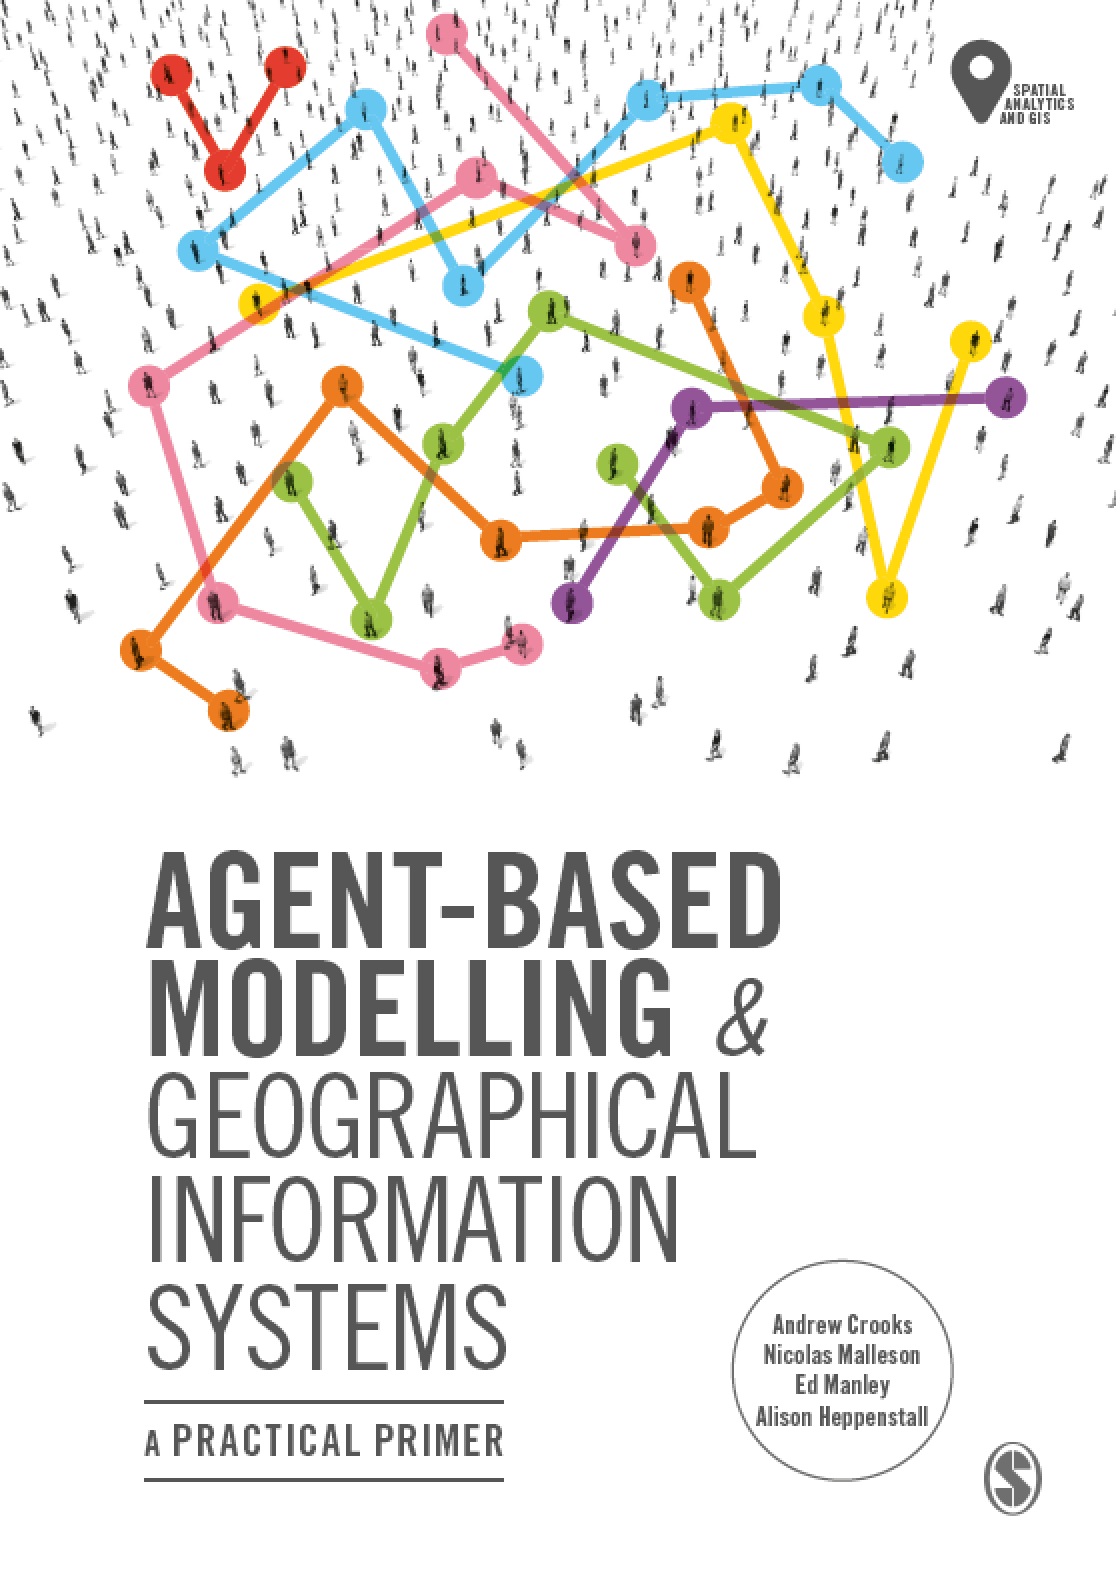 SPATIAL
ANALYTICS
AND GIS
AGENT-BASED
MODELLING &
GEOGRAPHICAL
INFORMATION
SYSTEMS
A PRACTICAL PRIMER
Andrew Crooks
Nicolas Malleson
Ed Manley
Alison Heppenstall
S